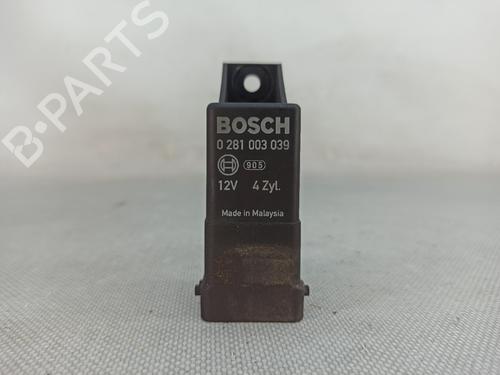 BOSCH
0 281 003 039
905
12V 4 Zyl.
Made in Malaysia
B-PARTS